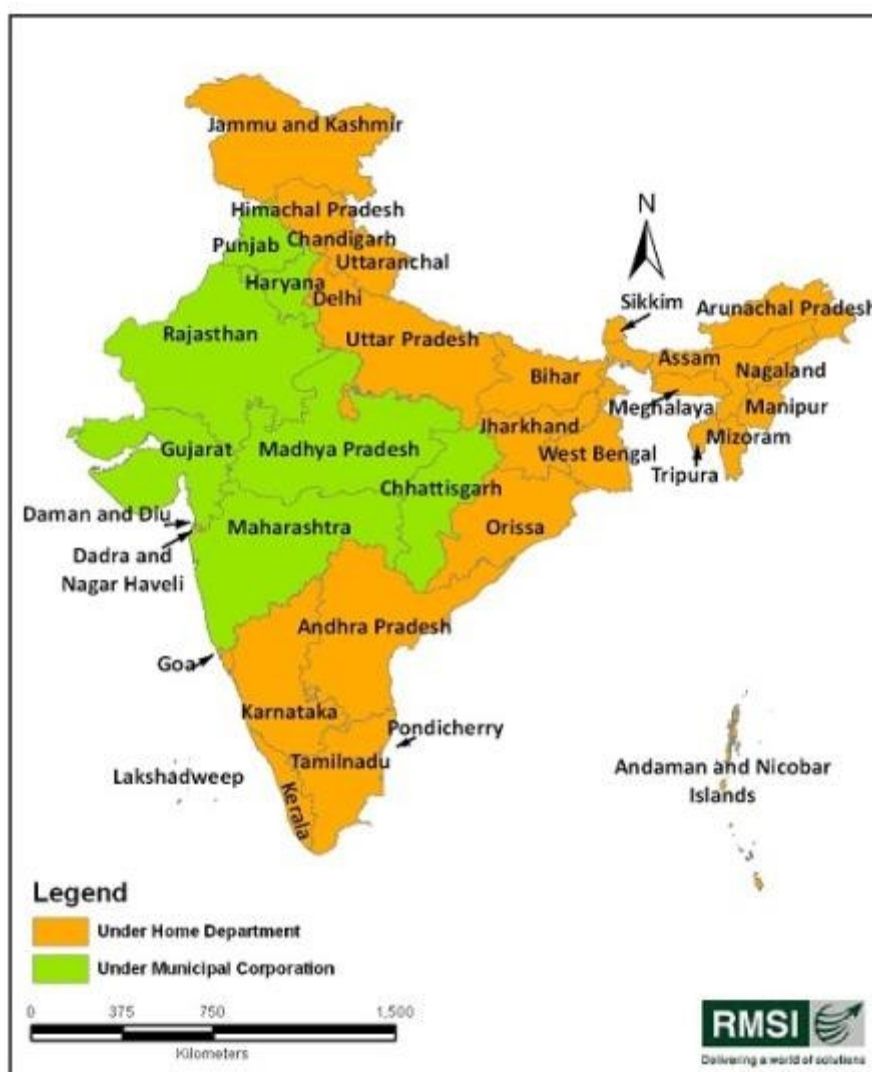 Jammu and Kashmir
Himachal Pradesh
Punjab
Chandigarh
Uttaranchal
Haryana
Delhi
N
Sikkim
Arunachal Pradesh
Rajasthan
Uttar Pradesh
Assam
Bihar
Nagaland
Meghalaya
Manipur
Jharkhand
Mizoram
Gujarat
Madhya Pradesh
West Bengal
Tripura
Chhattisgarh
Daman and Diu
Maharashtra
Orissa
Dadra and
Nagar Haveli
Andhra Pradesh
Goa
Karnataka
Pondicherry
Tamilnadu
Lakshadweep
Andaman and Nicobar
Islands
Kerala
Legend
Under Home Department
Under Municipal Corporation
0 375 750 1,500
Kilometers
RMSI
Delivering a world of solutions